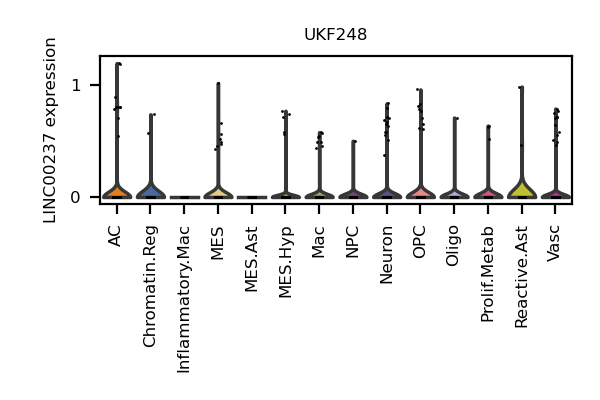 UKF248
LINC00237 expression
1
0
AC
Chromatin.Reg
Inflammatory.Mac
MES
MES.Ast
MES.Hyp
Mac
NPC
Neuron
OPC
Oligo
Prolif.Metab
Reactive.Ast
Vasc